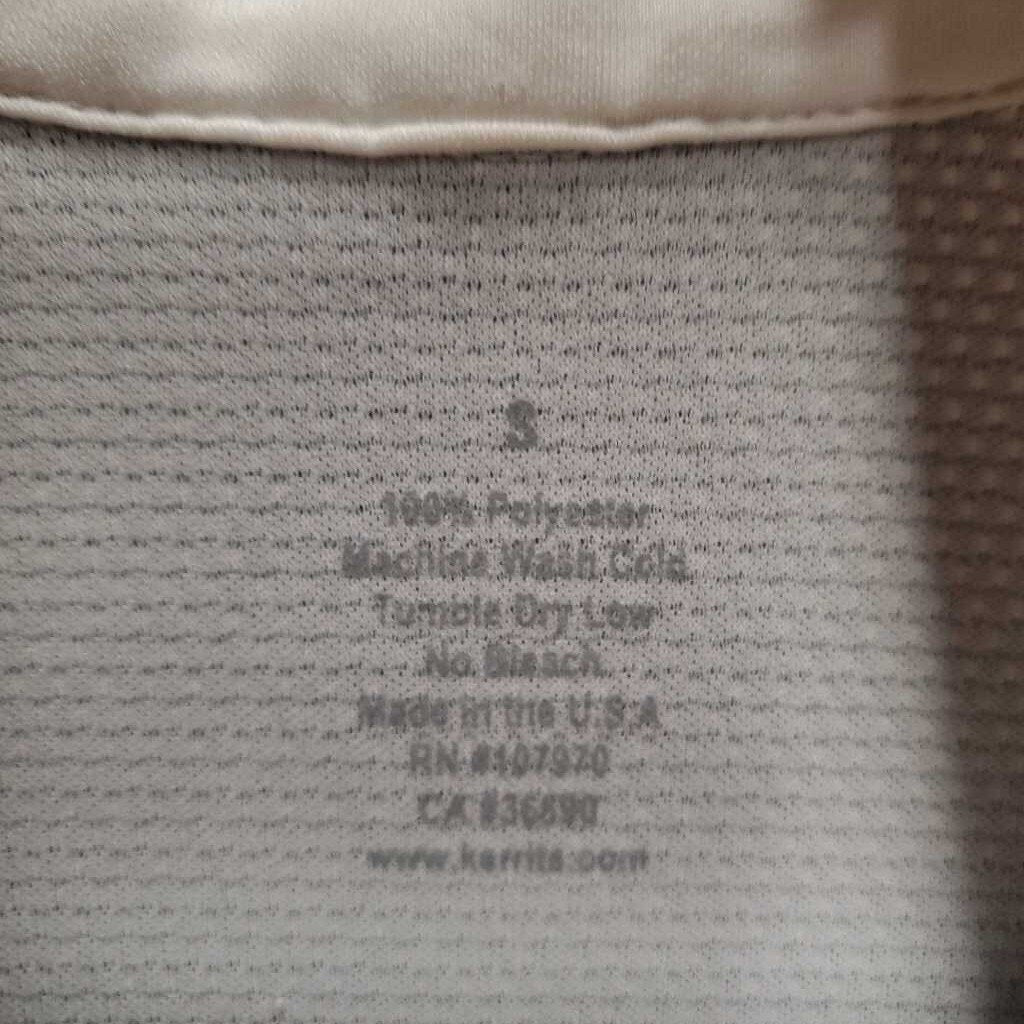 S
100% Polyester
Machine Wash Cold
Tumble Dry Low
No Bleach
Made in the U.S.A
RN #107970
CA #36690
www.kerrits.com